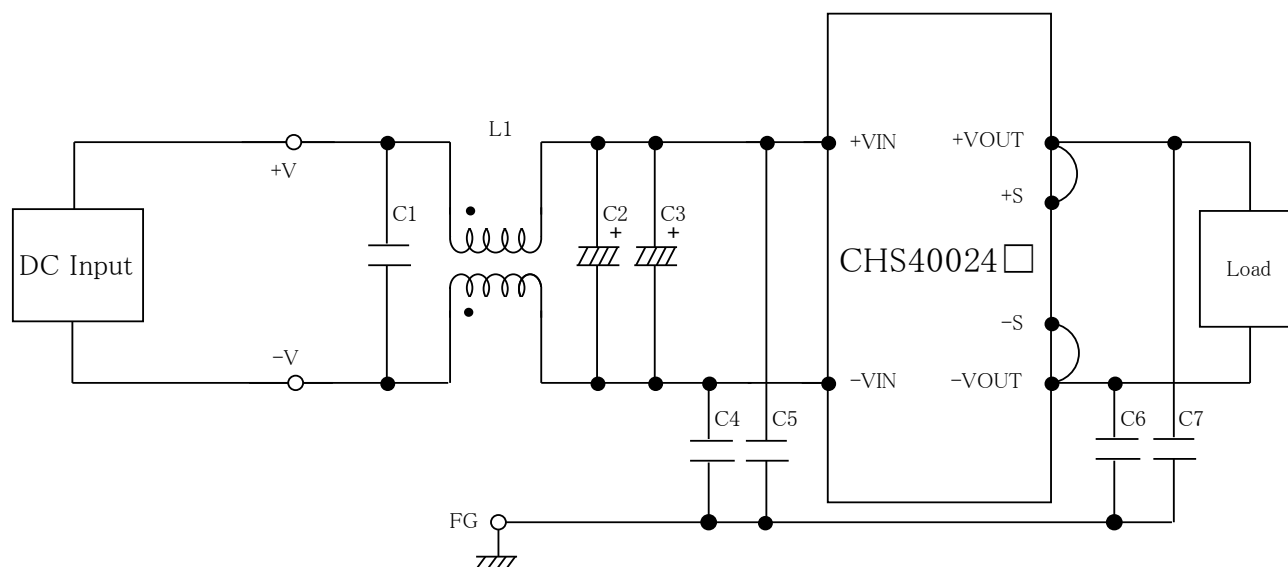 L1
+VIN
+VOUT
+V
+S
C1
C2
+
C3
+
DC Input
CHS40024□
Load
-S
-V
-VIN
-VOUT
C4
C5
C6
C7
FG